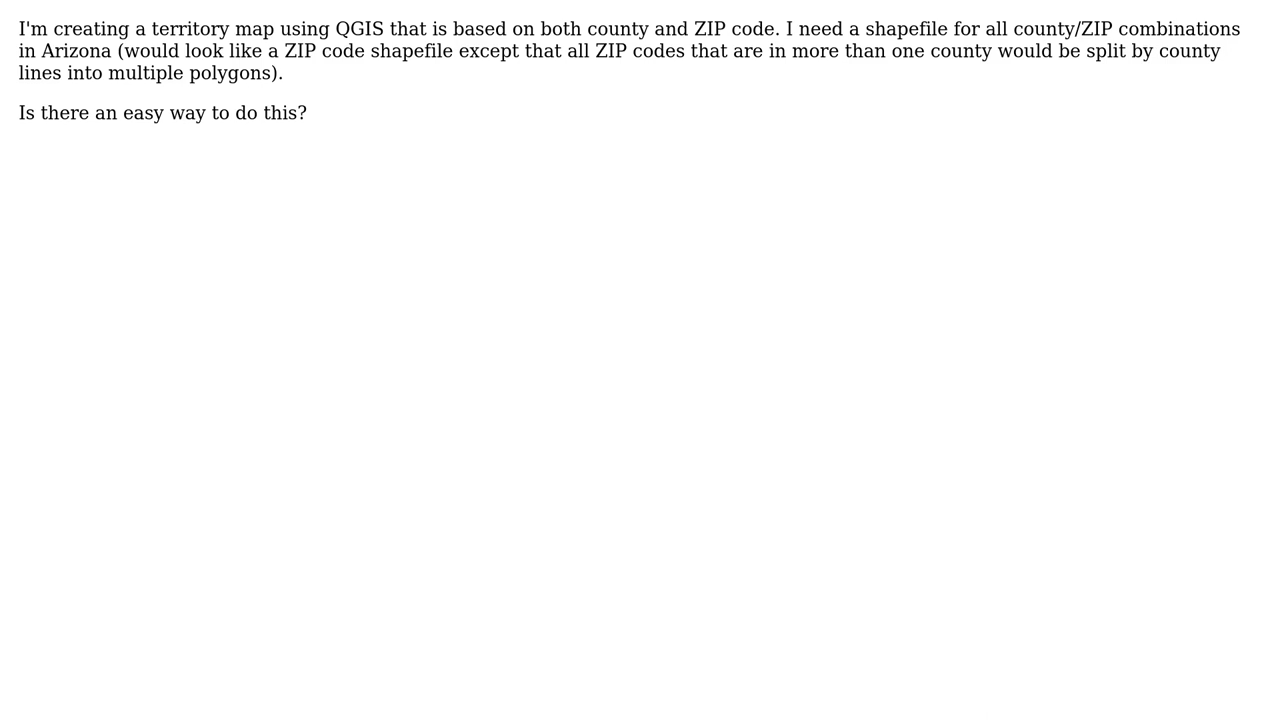 I'm creating a territory map using QGIS that is based on both county and ZIP code. I need a shapefile for all county/ZIP combinations
in Arizona (would look like a ZIP code shapefile except that all ZIP codes that are in more than one county would be split by county
lines into multiple polygons).
Is there an easy way to do this?